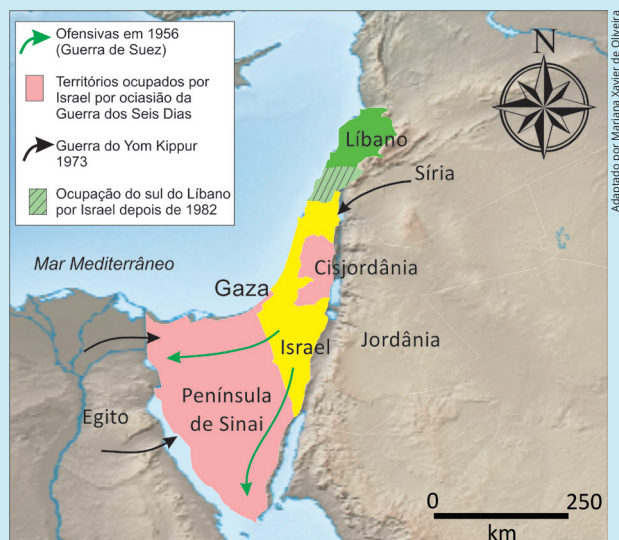 Ofensivas em 1956
(Guerra de Suez)
Territórios ocupados por
Israel por ociasião da
Guerra dos Seis Dias
Guerra do Yom Kippur
1973
Ocupação do sul do Líbano
por Israel depois de 1982
N
Líbano
Síria
Mar Mediterrâneo
Cisjordânia
Gaza
Israel
Jordânia
Península
de Sinai
Egito
0 250
km
Adaptado por Mariana Xavier de Oliveira